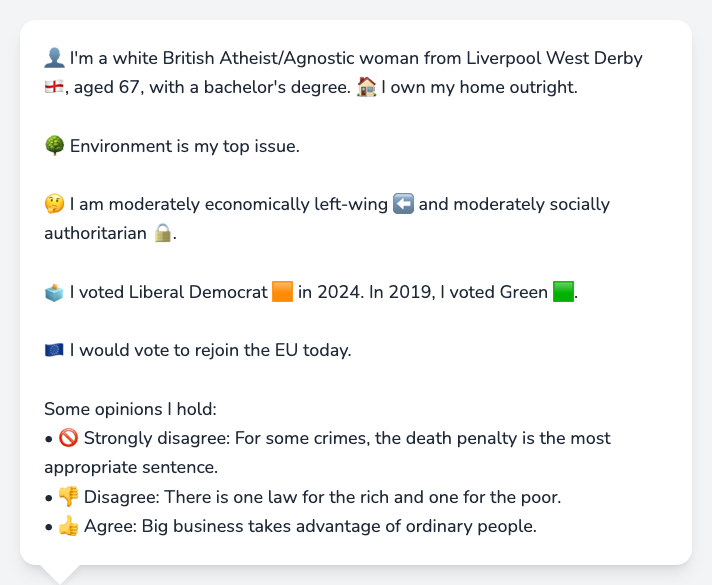 👤 I'm a white British Atheist/Agnostic woman from Liverpool West Derby
🏴󠁧󠁢󠁥󠁮󠁧󠁿, aged 67, with a bachelor's degree. 🏠 I own my home outright.
🌳 Environment is my top issue.
🤔 I am moderately economically left-wing ⬅️ and moderately socially
authoritarian 🔒.
🗳️ I voted Liberal Democrat 🟧 in 2024. In 2019, I voted Green 🟩.
🇪🇺 I would vote to rejoin the EU today.
Some opinions I hold:
• 🚫 Strongly disagree: For some crimes, the death penalty is the most
appropriate sentence.
• 👎 Disagree: There is one law for the rich and one for the poor.
• 👍 Agree: Big business takes advantage of ordinary people.